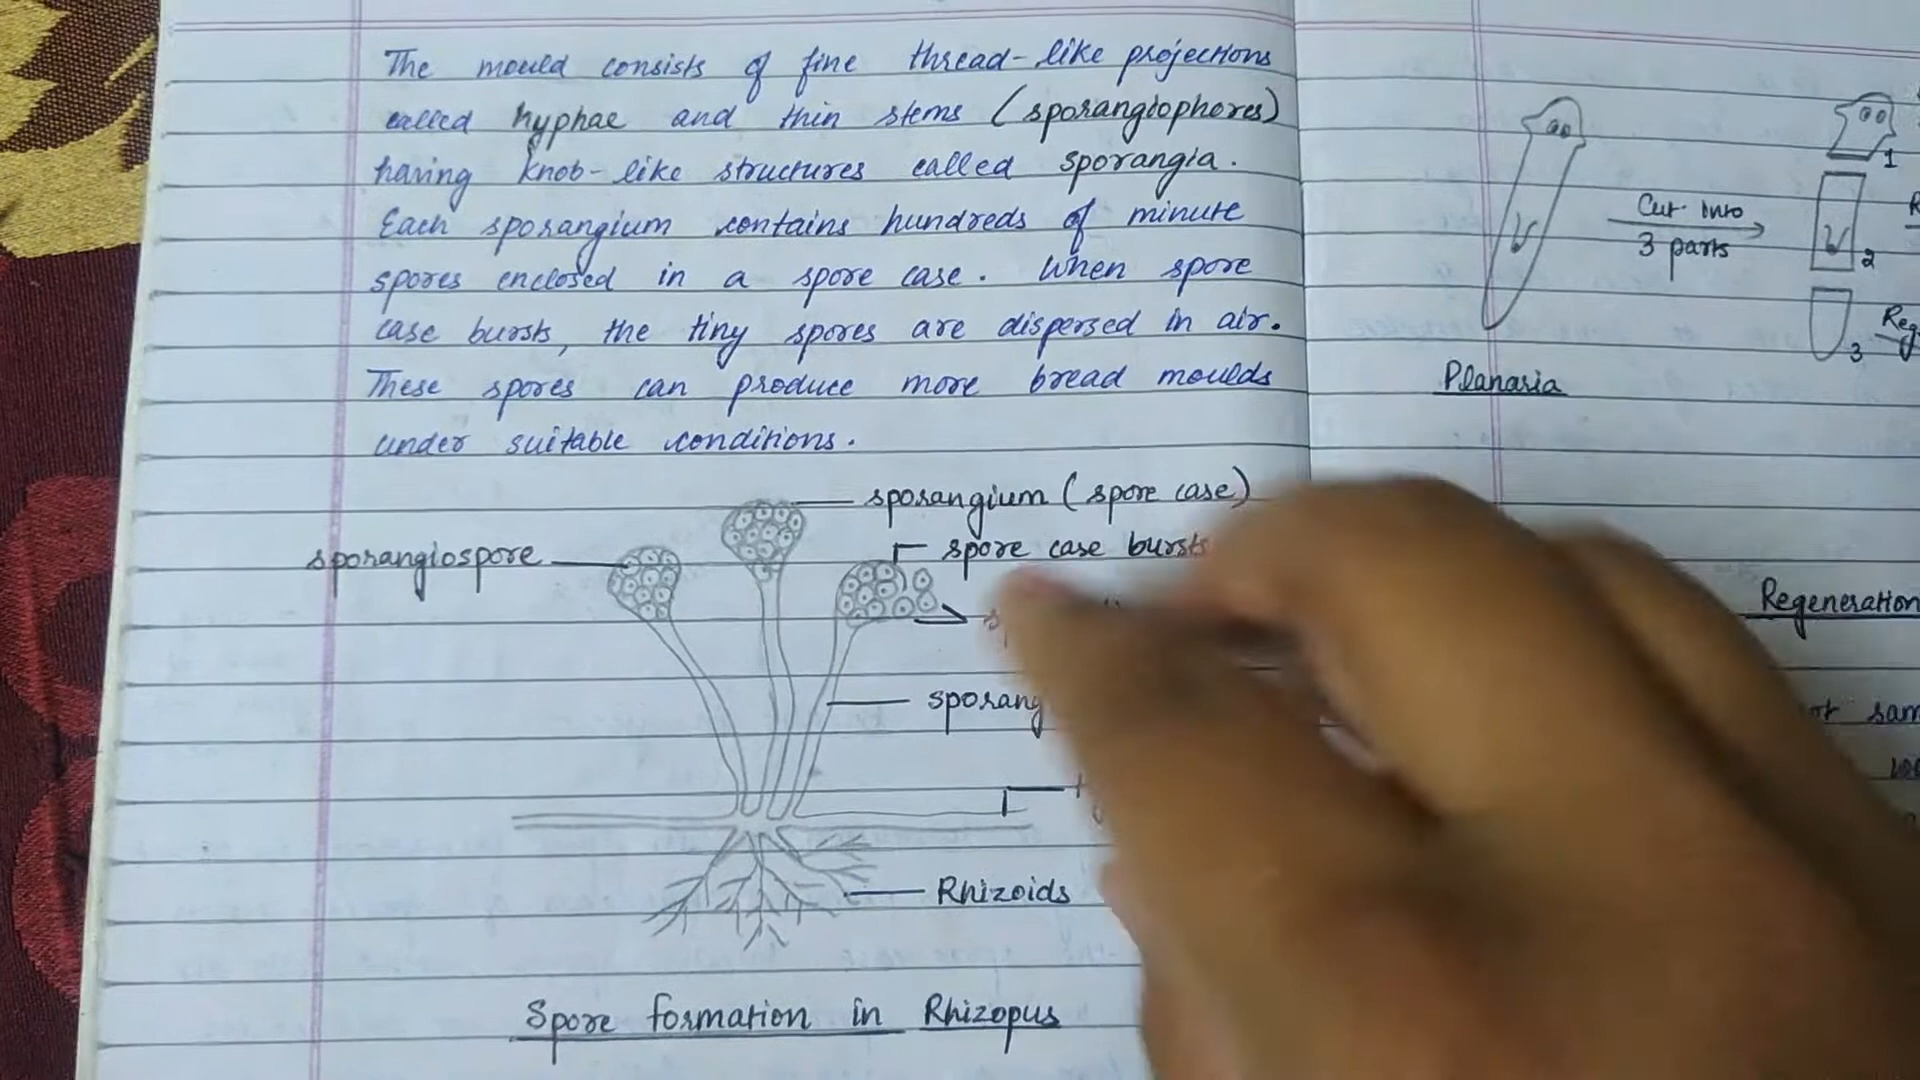 The mould consists of fine thread-like projections
called hyphae and thin stems (sporangiophores)
having knob-like structures called sporangia.
Each sporangium contains hundreds of minute
spores enclosed in a spore case. When spore
case bursts, the tiny spores are dispersed in air.
These spores can produce more bread moulds
under suitable conditions.
sporangium (spore case)
sporangiospore
spore case bursts
Rhizoids
Spore formation in Rhizopus
1
Cut into
3 parts
2
3
Planaria
Regeneration